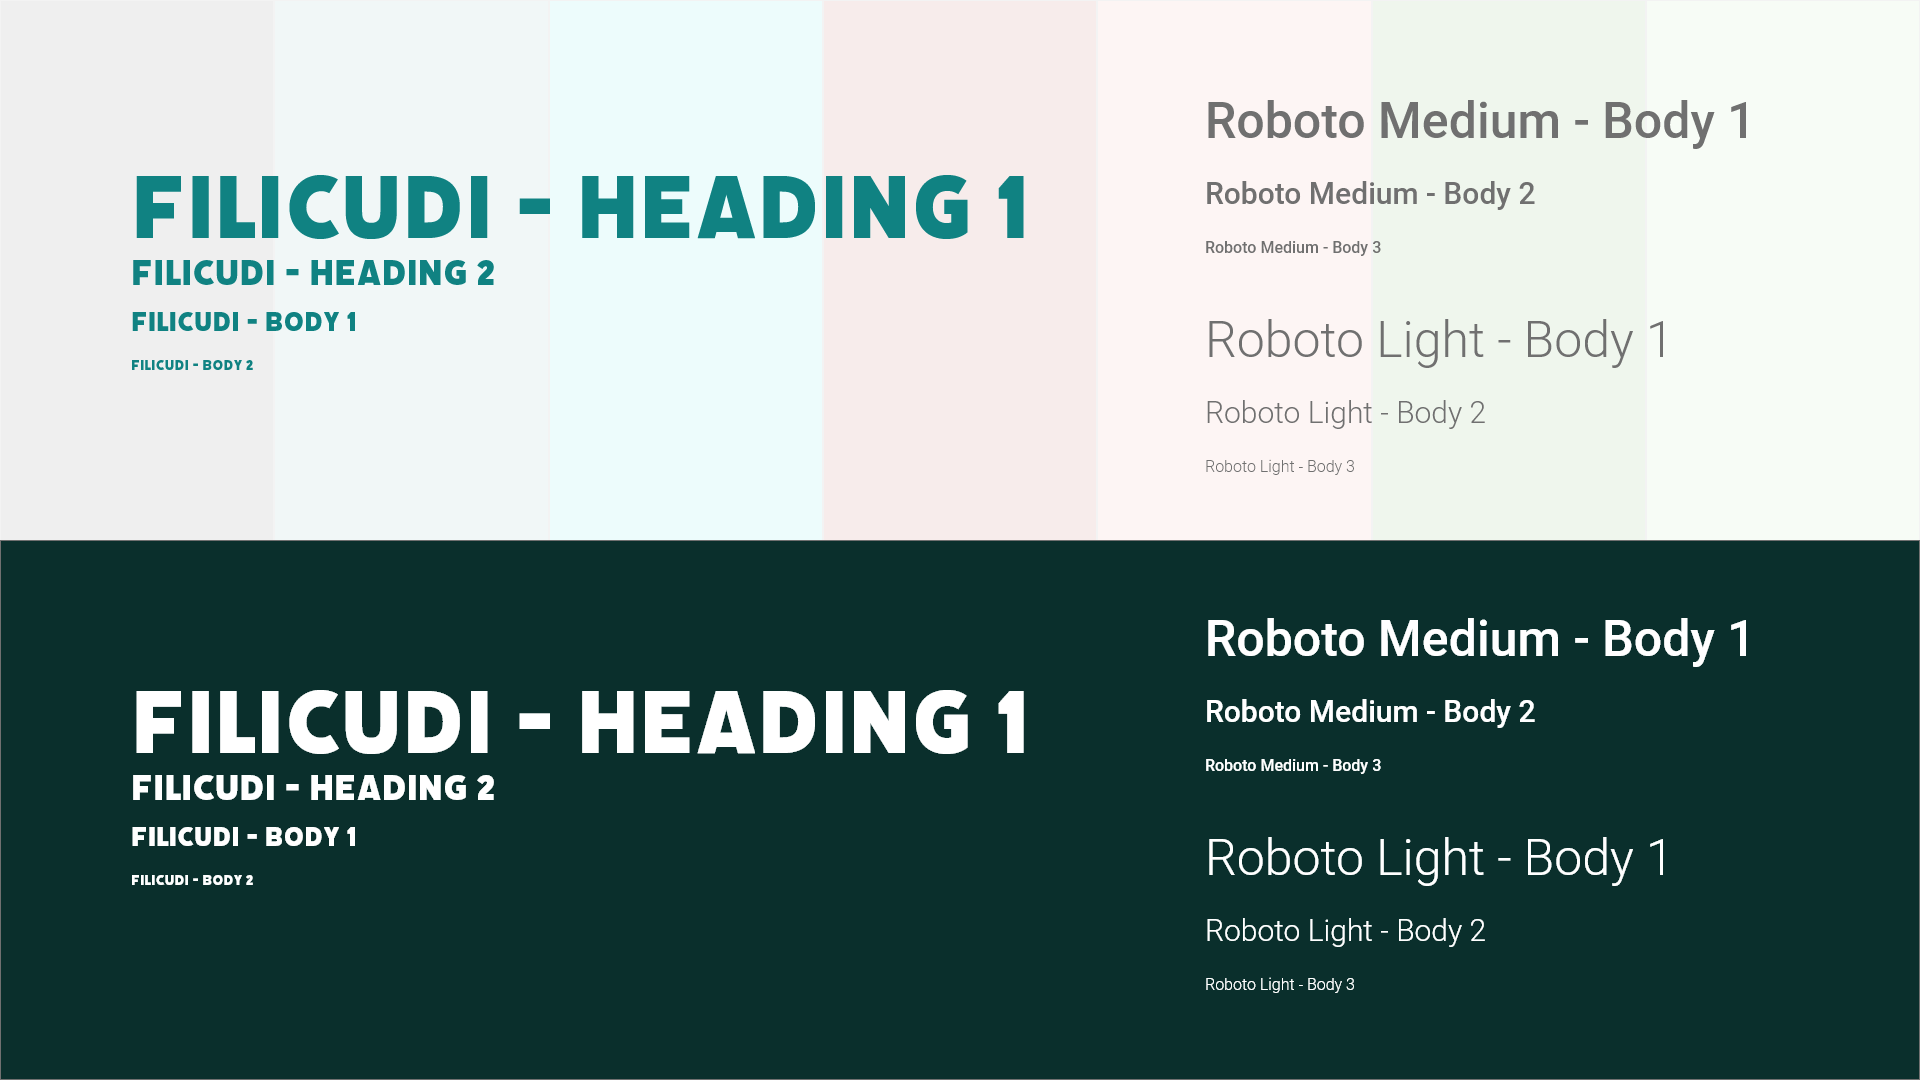 FILICUDI - HEADING 1
FILICUDI - HEADING 2
FILICUDI - BODY 1
FILICUDI - BODY 2
Roboto Medium - Body 1
Roboto Medium - Body 2
Roboto Medium - Body 3
Roboto Light - Body 1
Roboto Light - Body 2
Roboto Light - Body 3
FILICUDI - HEADING 1
FILICUDI - HEADING 2
FILICUDI - BODY 1
FILICUDI - BODY 2
Roboto Medium - Body 1
Roboto Medium - Body 2
Roboto Medium - Body 3
Roboto Light - Body 1
Roboto Light - Body 2
Roboto Light - Body 3